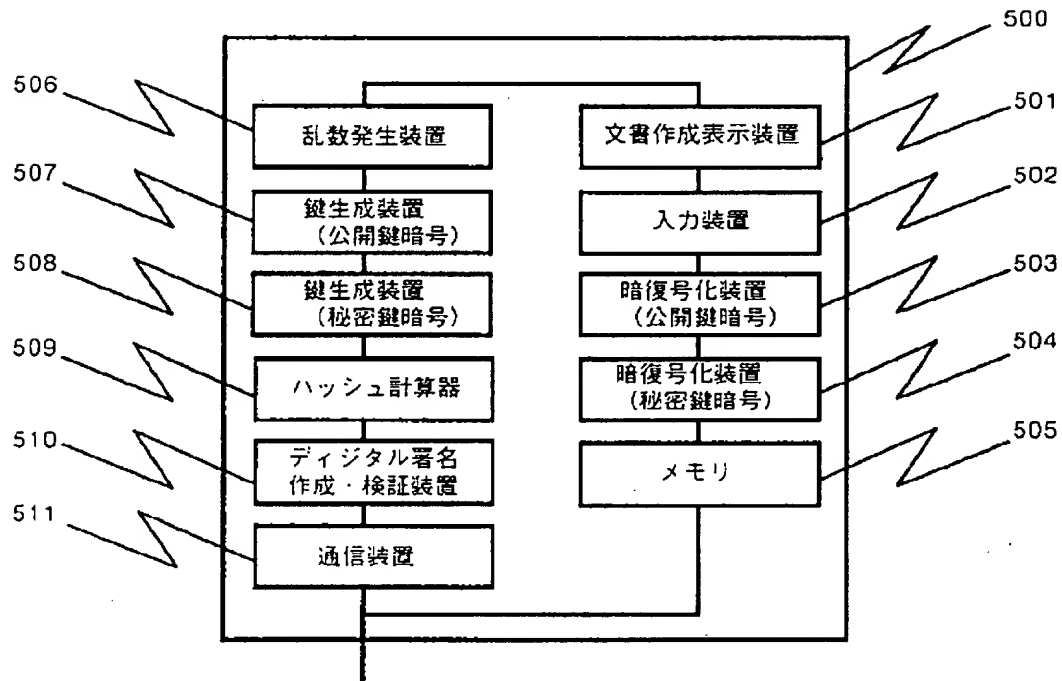 500
506
乱数発生装置
文書作成表示装置
501
507
鍵生成装置
(公開鍵暗号)
入力装置
502
508
鍵生成装置
(秘密鍵暗号)
暗復号化装置
(公開鍵暗号)
503
509
ハッシュ計算器
暗復号化装置
(秘密鍵暗号)
504
510
ディジタル署名
作成・検証装置
メモリ
505
511
通信装置